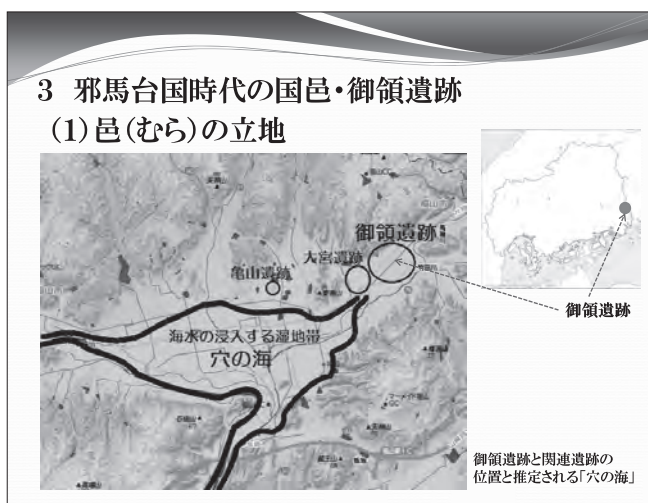 3 邪馬台国時代の国邑・御領遺跡
(1)邑(むら)の立地
御領遺跡
大宮遺跡
亀山遺跡
海水の浸入する湿地帯
穴の海
御領遺跡
御領遺跡と関連遺跡の
位置と推定される「穴の海」